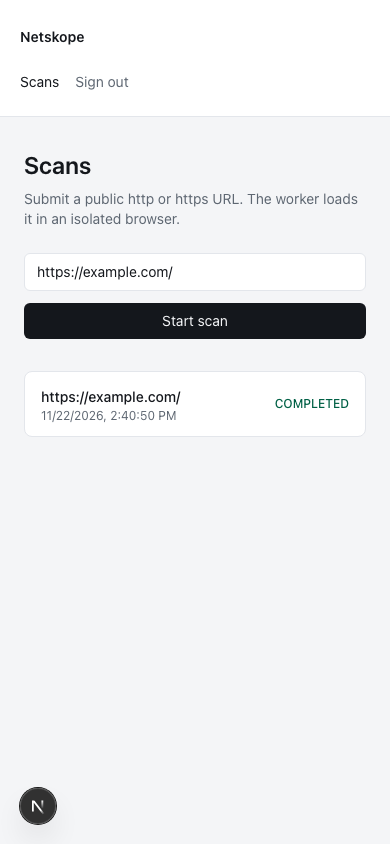 Netskope
Scans Sign out
Scans
Submit a public http or https URL. The worker loads
it in an isolated browser.
https://example.com/
Start scan
https://example.com/
COMPLETED
11/22/2026, 2:40:50 PM
N